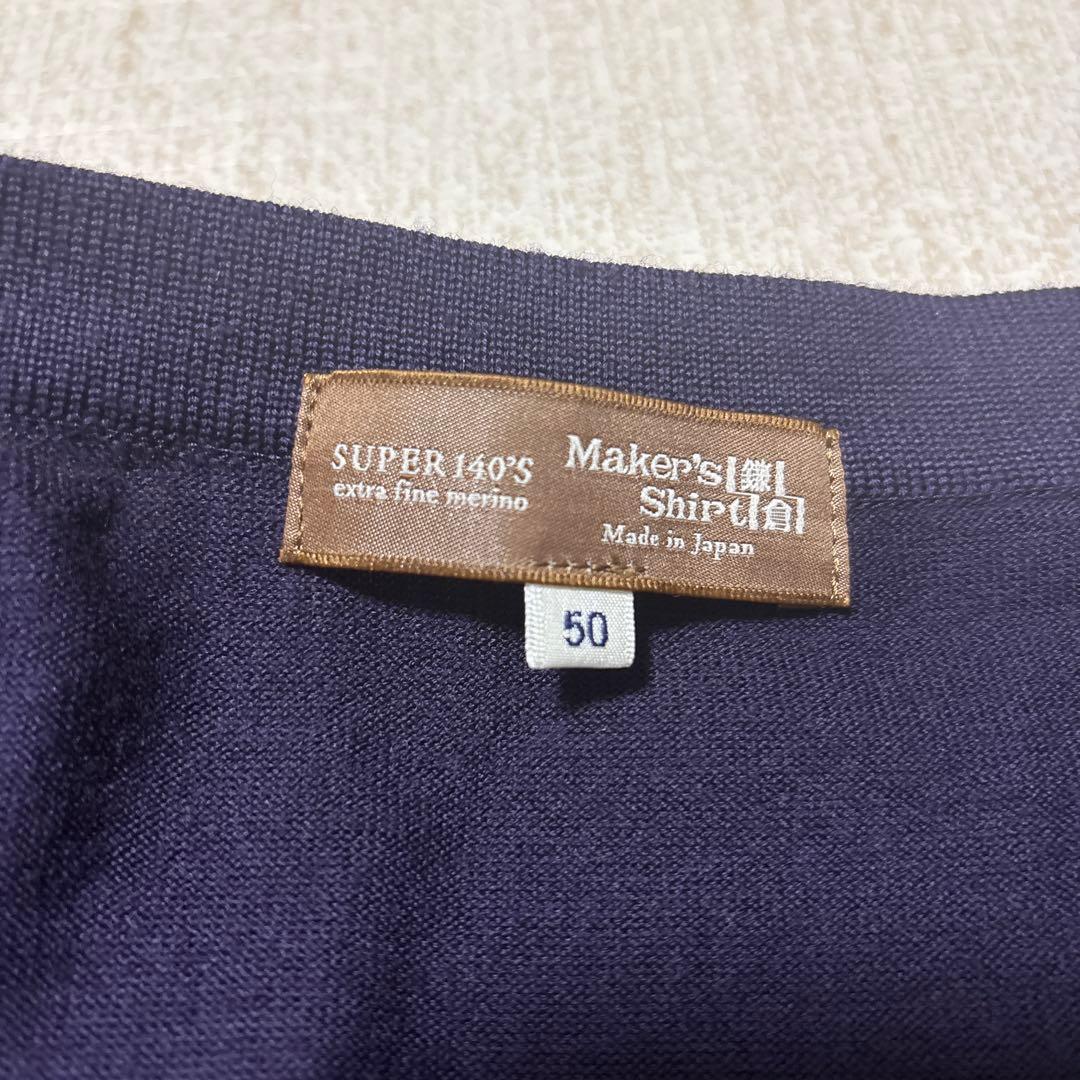 SUPER 140'S
extra fine merino
Maker's 鎌
Shirt 倉
Made in Japan
50